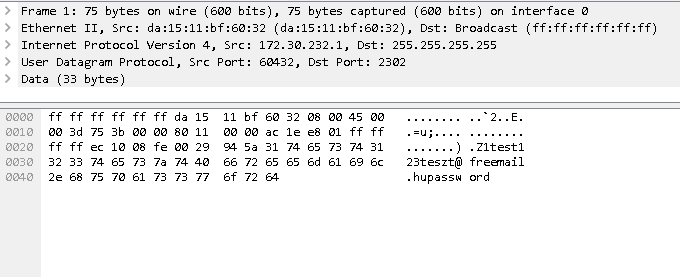 Frame 1: 75 bytes on wire (600 bits), 75 bytes captured (600 bits) on interface 0
Ethernet II, Src: da:15:11:bf:60:32 (da:15:11:bf:60:32), Dst: Broadcast (ff:ff:ff:ff:ff:ff)
Internet Protocol Version 4, Src: 172.30.232.1, Dst: 255.255.255.255
User Datagram Protocol, Src Port: 60432, Dst Port: 2302
Data (33 bytes)
0000 ff ff ff ff ff ff da 15 11 bf 60 32 08 00 45 00 ........ ..`2..E.
0010 00 3d 75 3b 00 00 80 11 00 00 ac 1e e8 01 ff ff .=u;.... ........
0020 ff ff ec 10 08 fe 00 29 94 5a 31 74 65 73 74 31 .......) .Z1test1
0030 32 33 74 65 73 7a 74 40 66 72 65 65 6d 61 69 6c 23teszt@ freemail
0040 2e 68 75 70 61 73 73 77 6f 72 64 .hupassw ord